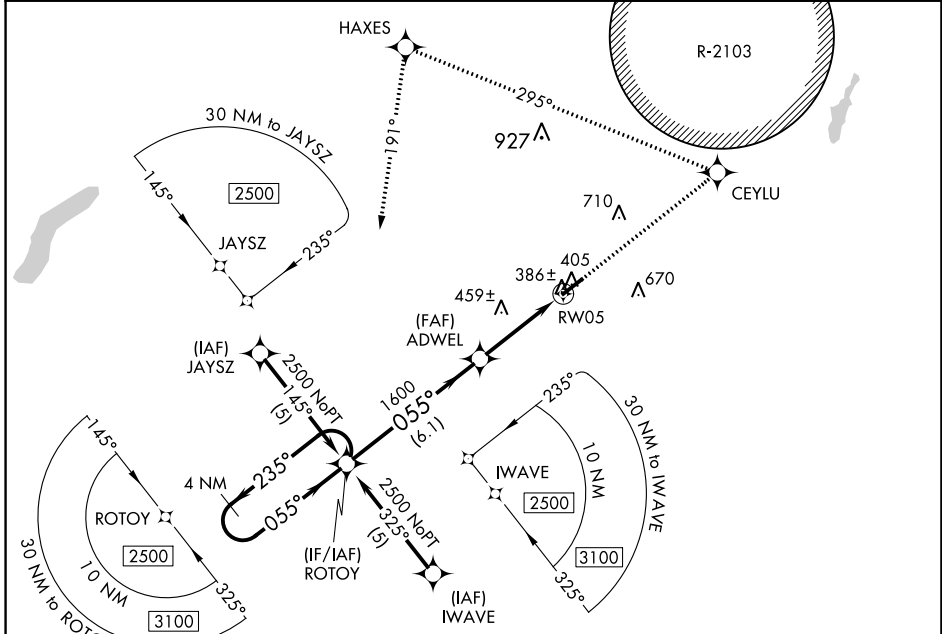 HAXES
R-2103
295°
191°
927
30 NM to JAYSZ
145°
2500
235°
JAYSZ
CEYLU
710
405
386±
670
459±
RW05
(FAF)
ADWEL
(IAF)
JAYSZ
2500 NoPT
145°
(5)
1600
055°
(6.1)
235°
4 NM
055°
145°
ROTOY
2500
10 NM
325°
3100
30 NM to ROTO
(IF/IAF)
ROTOY
2500 NoPT
325°
(5)
(IAF)
IWAVE
235°
10 NM
30 NM to IWAVE
IWAVE
2500
3100
325°